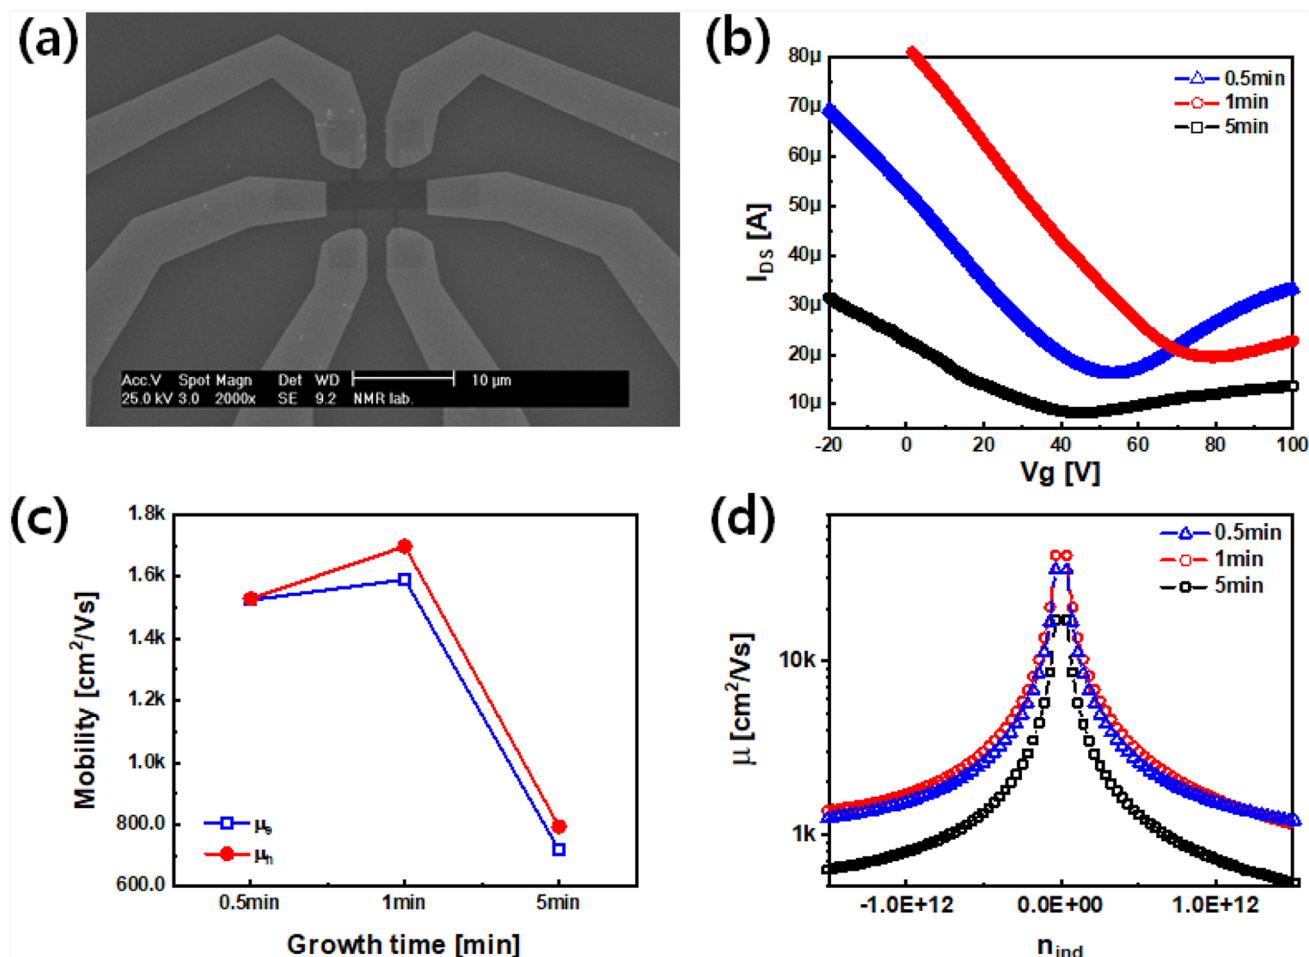 (a)
Acc.V Spot Magn Det WD 10 µm
25.0 kV 3.0 2000x SE 9.2 NMR lab.
(b)
80µ
70µ
60µ
50µ
40µ
30µ
20µ
10µ
I_DS [A]
0.5min
1min
5min
-20 0 20 40 60 80 100
Vg [V]
(c)
1.8k
1.6k
1.4k
1.2k
1.0k
800.0
600.0
Mobility [cm²/Vs]
µ_e
µ_h
0.5min 1min 5min
Growth time [min]
(d)
10k
1k
µ [cm²/Vs]
0.5min
1min
5min
-1.0E+12 0.0E+00 1.0E+12
n_ind